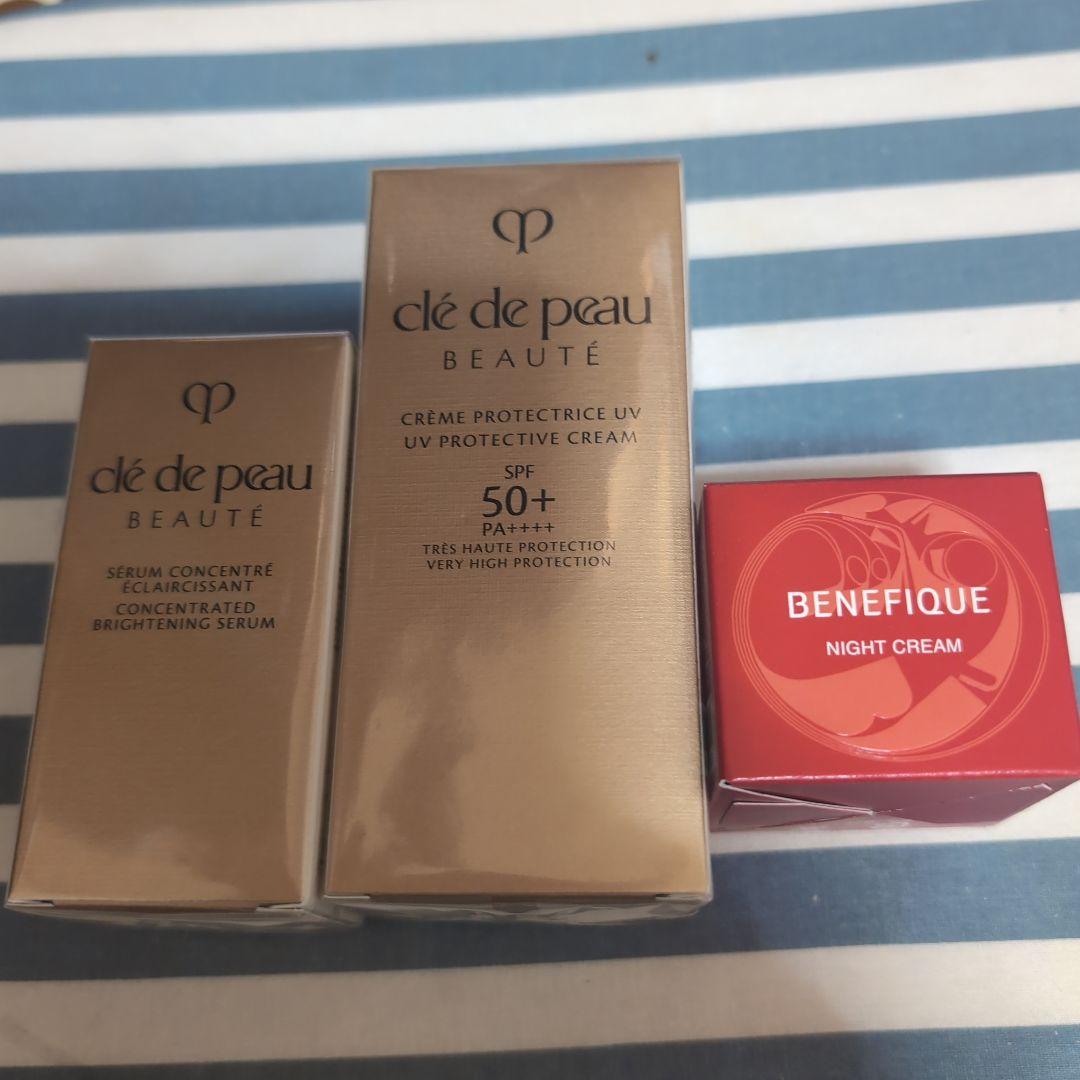 clé de peau
BEAUTÉ
SÉRUM CONCENTRÉ
ÉCLAIRCISSANT
CONCENTRATED
BRIGHTENING SERUM
clé de peau
BEAUTÉ
CRÈME PROTECTRICE UV
UV PROTECTIVE CREAM
SPF
50+
PA++++
TRÈS HAUTE PROTECTION
VERY HIGH PROTECTION
BENEFIQUE
NIGHT CREAM